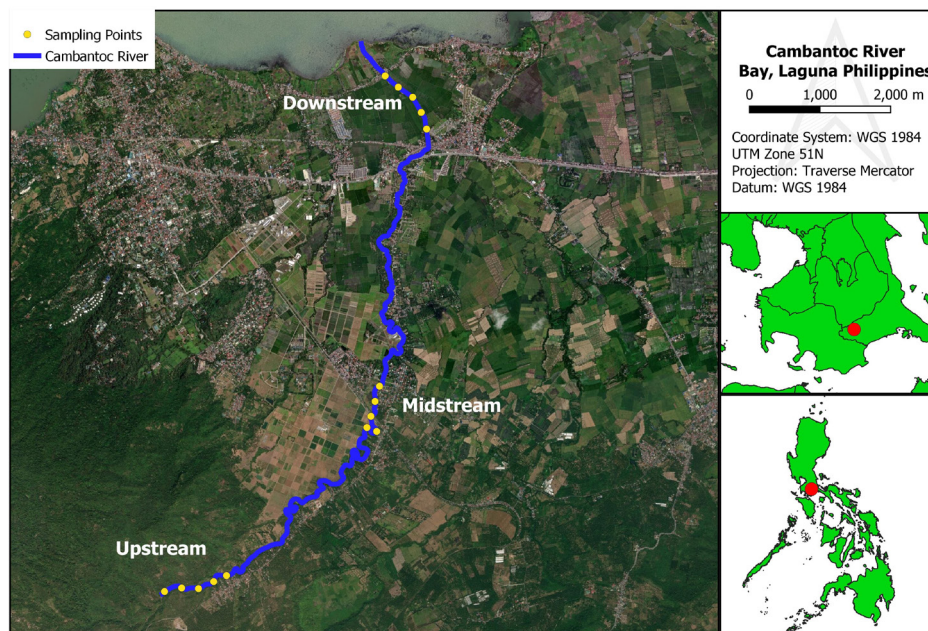 Sampling Points
Cambantoc River
Downstream
Midstream
Upstream
Cambantoc River
Bay, Laguna Philippines
0 1,000 2,000 m
Coordinate System: WGS 1984
UTM Zone 51N
Projection: Traverse Mercator
Datum: WGS 1984